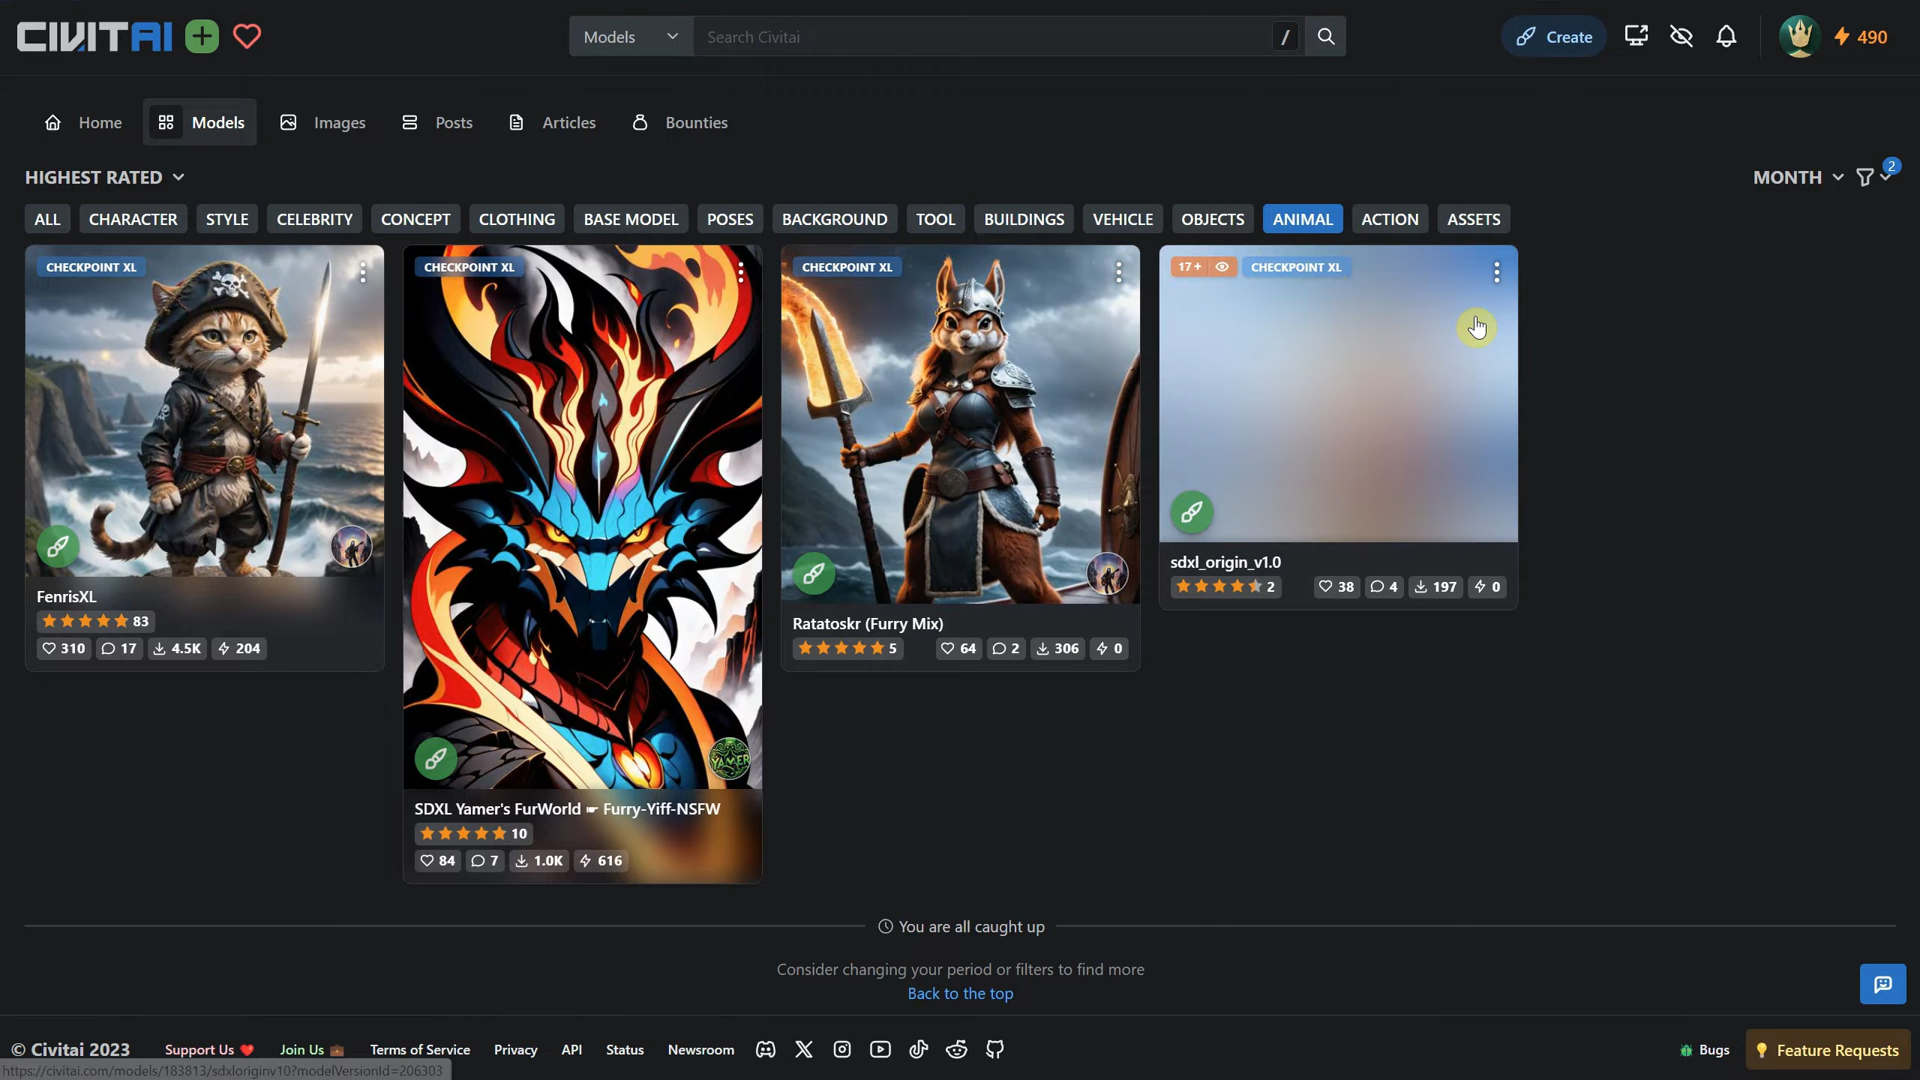 CIVITAI
Models
Search Civitai
/
Create
490
Home
Models
Images
Posts
Articles
Bounties
HIGHEST RATED
MONTH
2
ALL
CHARACTER
STYLE
CELEBRITY
CONCEPT
CLOTHING
BASE MODEL
POSES
BACKGROUND
TOOL
BUILDINGS
VEHICLE
OBJECTS
ANIMAL
ACTION
ASSETS
CHECKPOINT XL
FenrisXL
83
310
17
4.5K
204
CHECKPOINT XL
YAMER
SDXL Yamer's FurWorld ☛ Furry-Yiff-NSFW
10
84
7
1.0K
616
CHECKPOINT XL
Ratatoskr (Furry Mix)
5
64
2
306
0
17+
CHECKPOINT XL
sdxl_origin_v1.0
2
38
4
197
0
You are all caught up
Consider changing your period or filters to find more
Back to the top
© Civitai 2023
Support Us
Join Us
Terms of Service
Privacy
API
Status
Newsroom
Bugs
Feature Requests
https://civitai.com/models/183813/sdxloriginv10?modelVersionId=206303